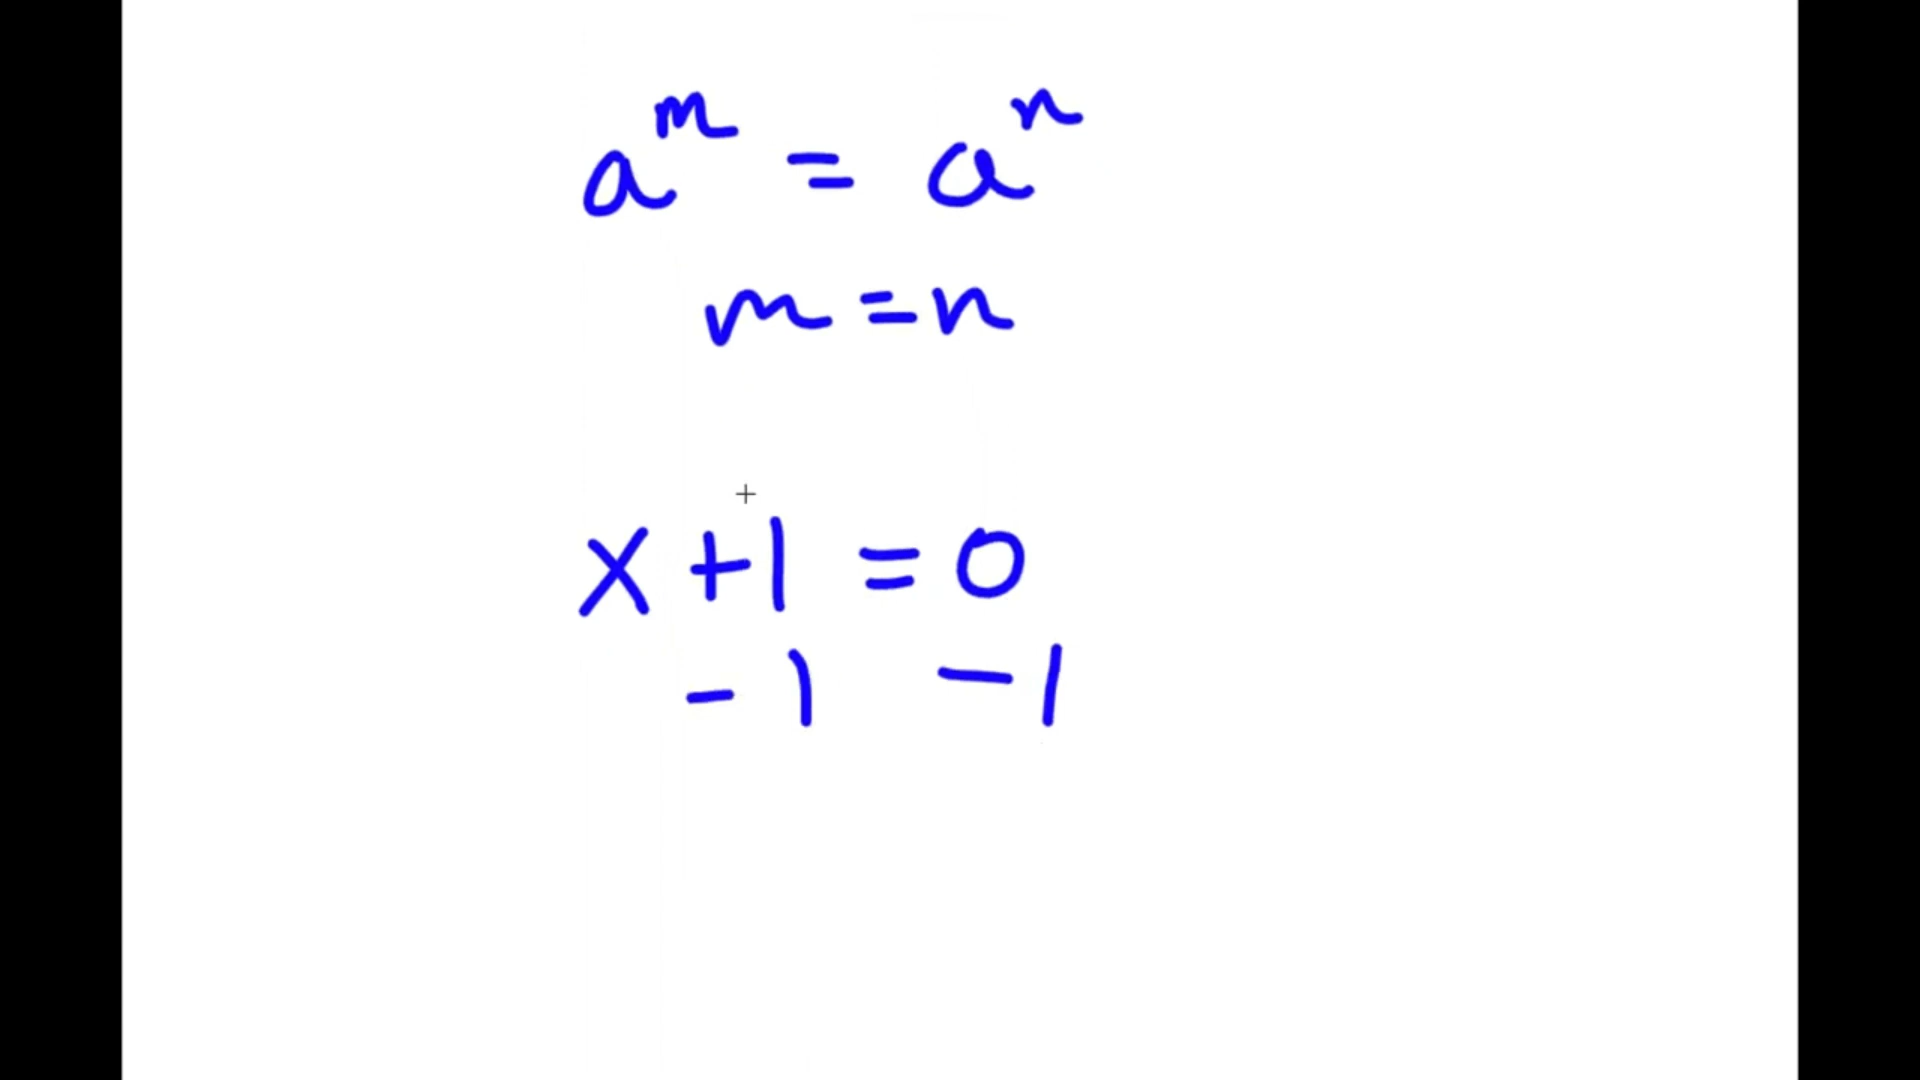 a^m = a^n
m = n
x + 1 = 0
- 1 - 1